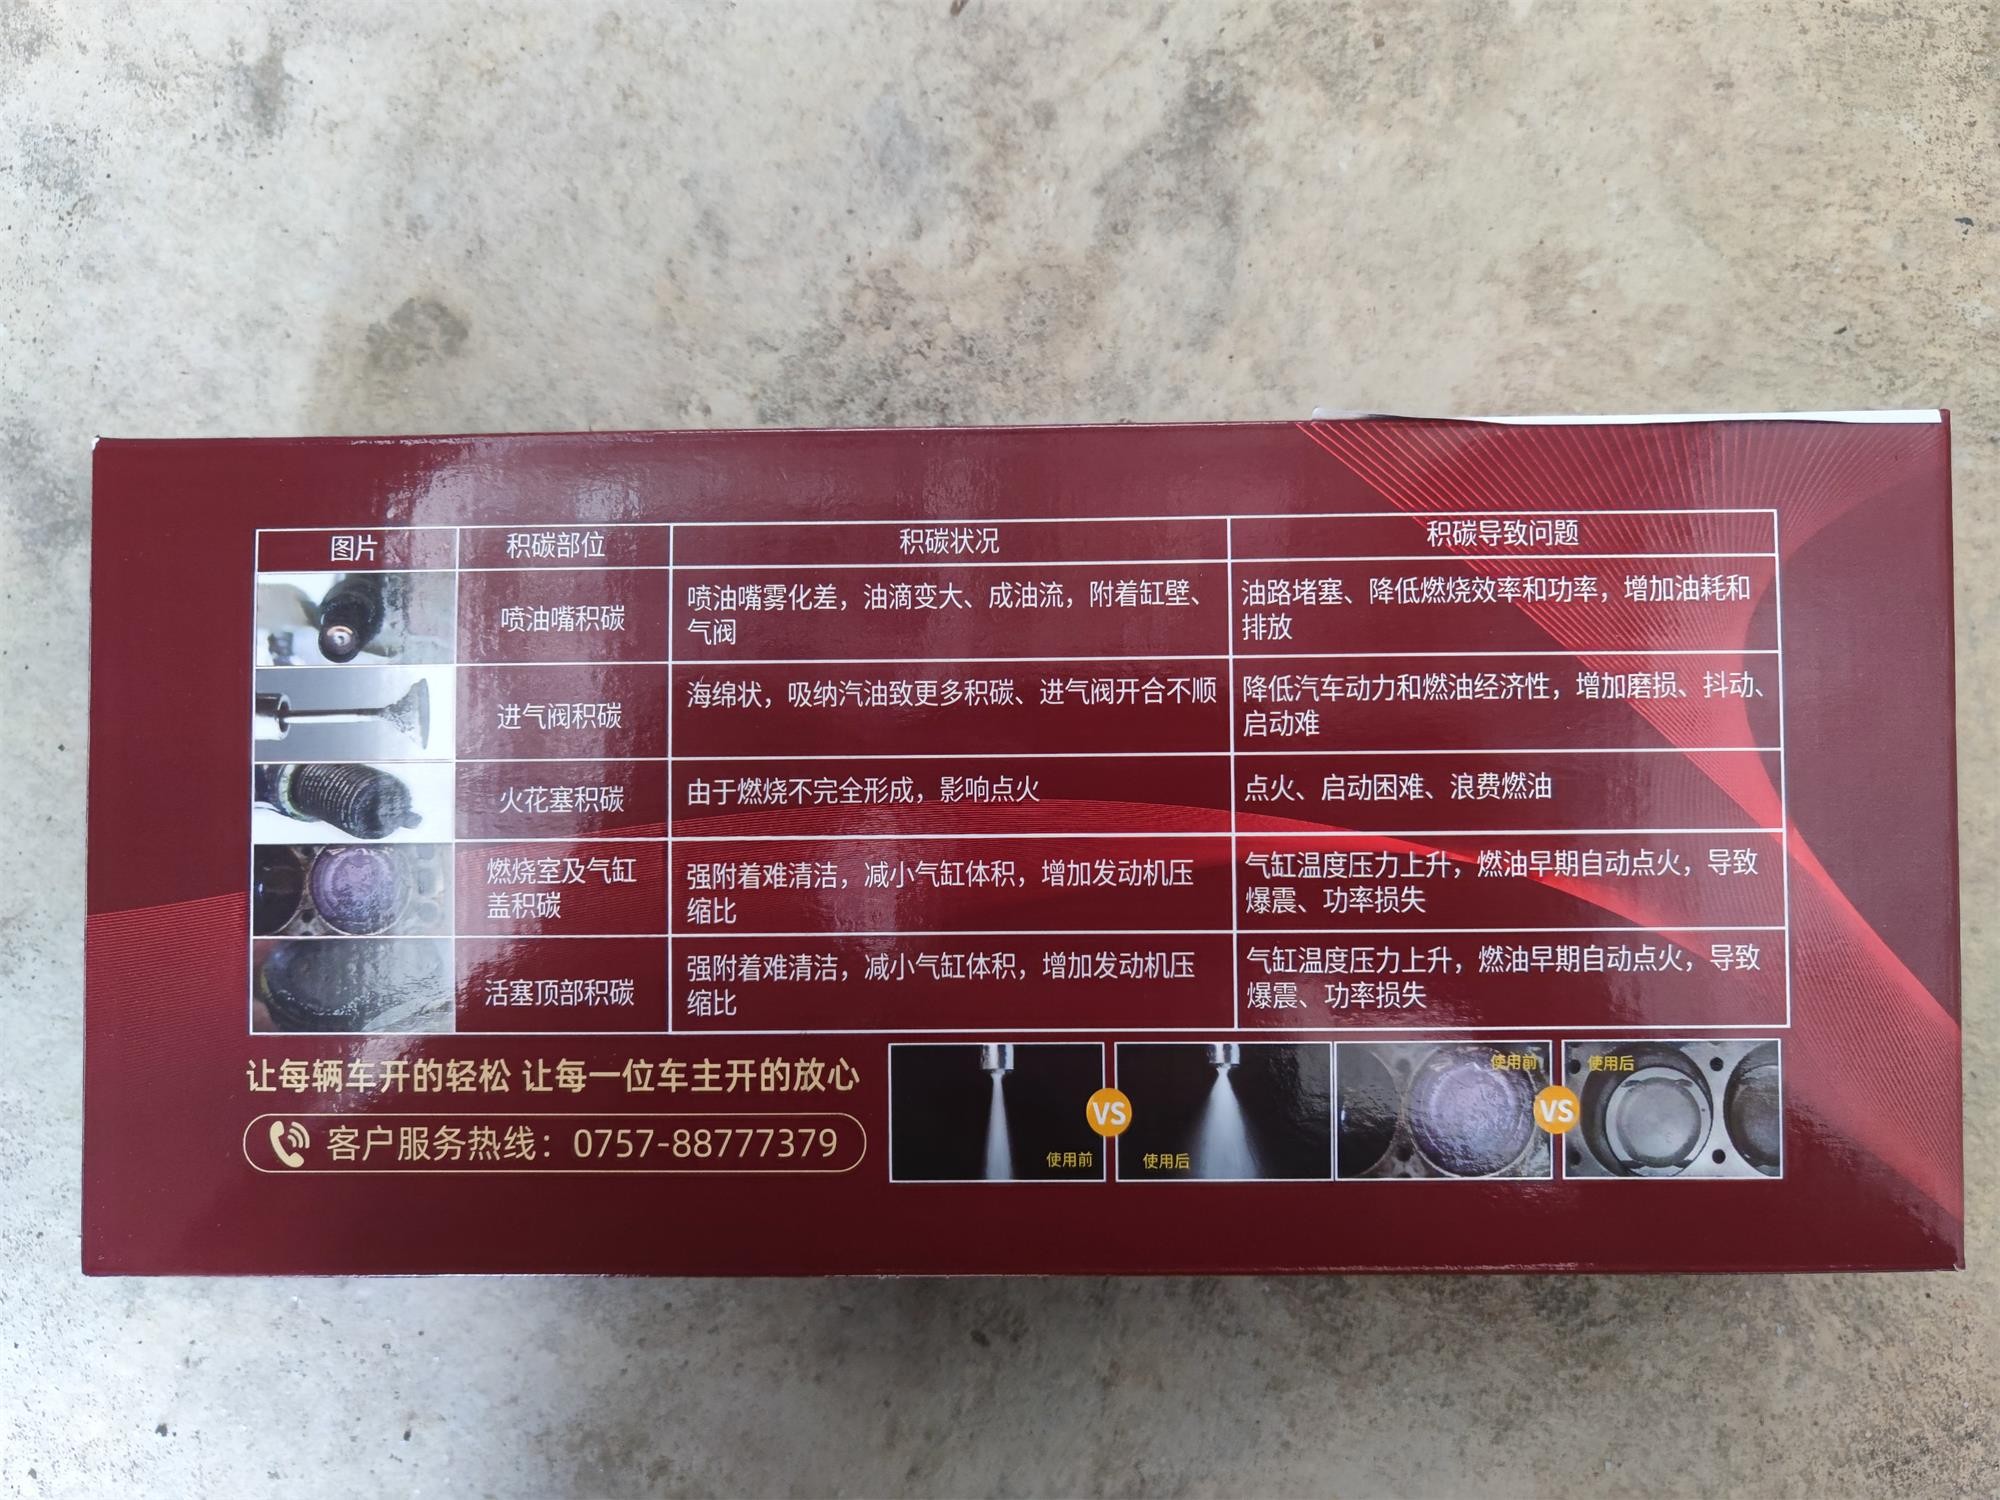 图片 积碳部位 积碳状况 积碳导致问题
喷油嘴积碳
喷油嘴雾化差，油滴变大、成油流，附着缸壁、
气阀
油路堵塞、降低燃烧效率和功率，增加油耗和
排放
进气阀积碳
海绵状，吸纳汽油致更多积碳、进气阀开合不顺
降低汽车动力和燃油经济性，增加磨损、抖动、
启动难
火花塞积碳
由于燃烧不完全形成，影响点火
点火、启动困难、浪费燃油
燃烧室及气缸
盖积碳
强附着难清洁，减小气缸体积，增加发动机压
缩比
气缸温度压力上升，燃油早期自动点火，导致
爆震、功率损失
活塞顶部积碳
强附着难清洁，减小气缸体积，增加发动机压
缩比
气缸温度压力上升，燃油早期自动点火，导致
爆震、功率损失
让每辆车开的轻松 让每一位车主开的放心
客户服务热线：0757-88777379
使用前
VS
使用后
使用前
VS
使用后